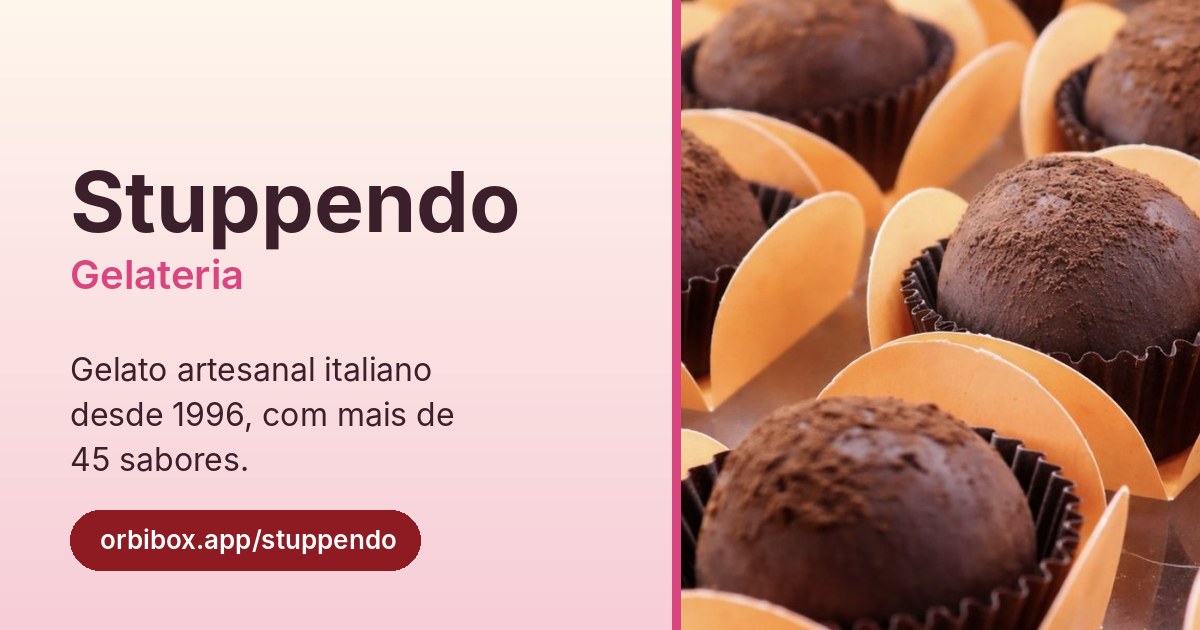 Stuppendo
Gelateria
Gelato artesanal italiano
desde 1996, com mais de
45 sabores.
orbibox.app/stuppendo